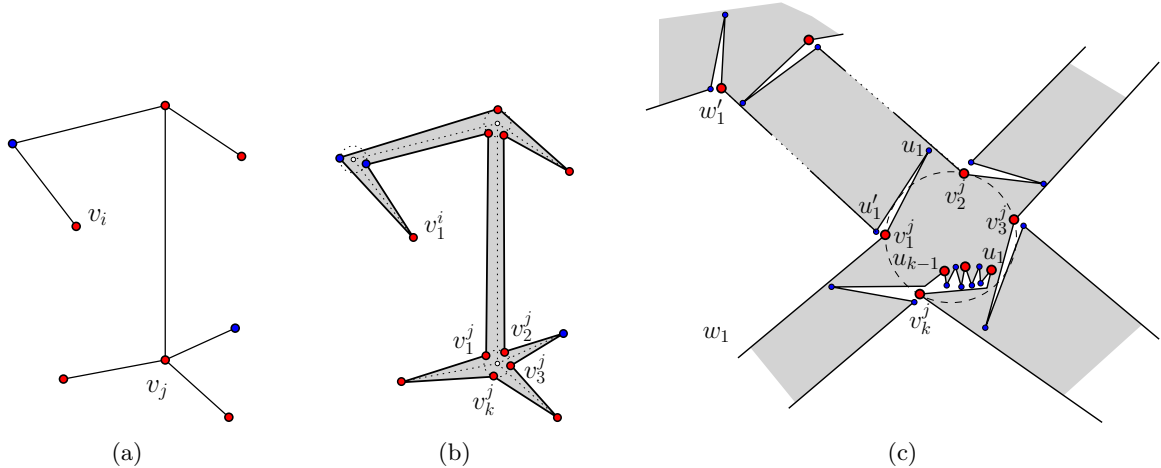 v_i
v_j
(a)
v_1^i
v_1^j
v_2^j
v_3^j
v_k^j
(b)
w'_1
u_1
u'_1
v_2^j
v_1^j
v_3^j
u_{k-1}
u_1
v_k^j
w_1
(c)